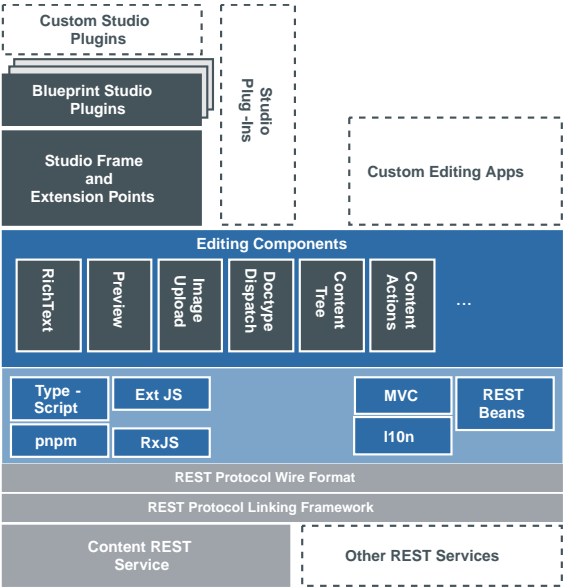 Custom Studio
Plugins
Blueprint Studio
Plugins
Studio Frame
and
Extension Points
Studio
Plug -Ins
Custom Editing Apps
Editing Components
RichText
Preview
Image
Upload
Doctype
Dispatch
Content
Tree
Content
Actions
...
Type -
Script
Ext JS
pnpm
RxJS
MVC
l10n
REST
Beans
REST Protocol Wire Format
REST Protocol Linking Framework
Content REST
Service
Other REST Services